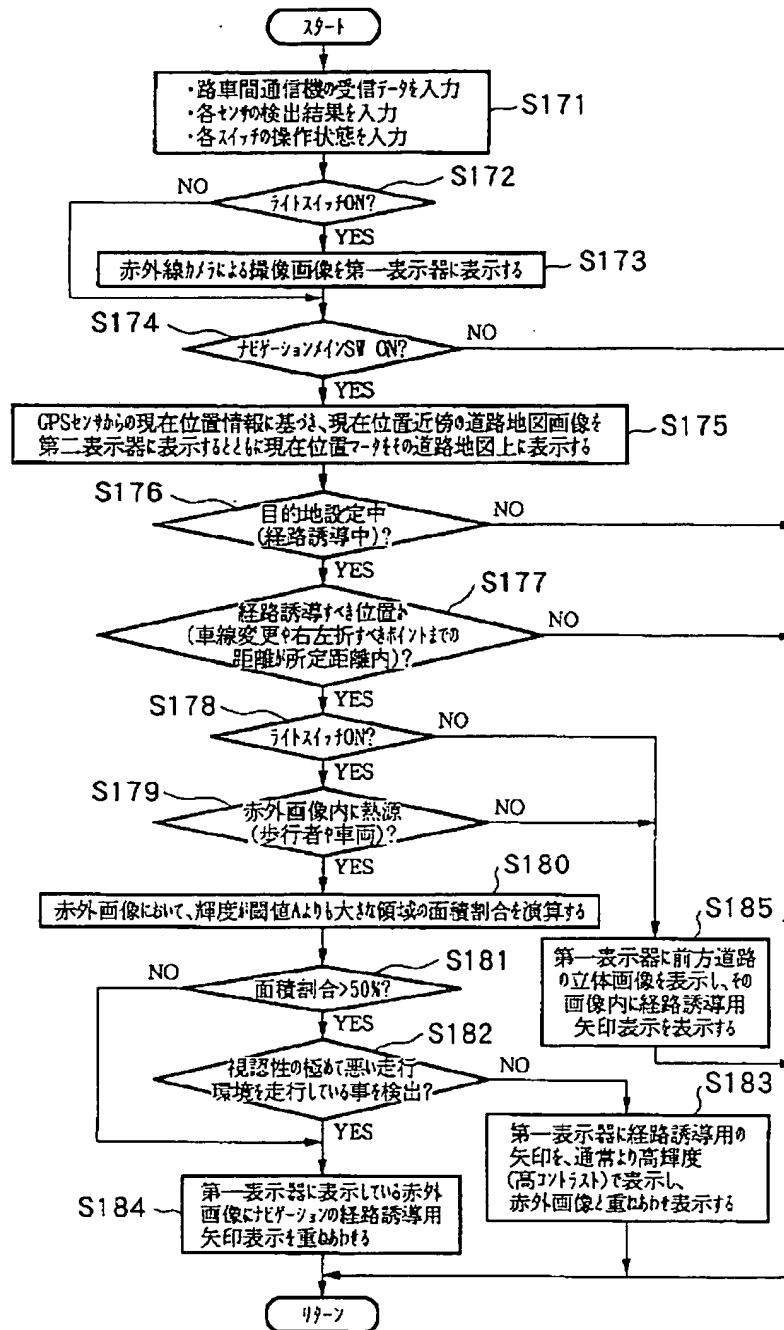 スタート
・路車間通信機の受信データを入力
・各センサの検出結果を入力
・各スイッチの操作状態を入力
S171
S172
NO
ライトスイッチON?
YES
赤外線カメラによる撮像画像を第一表示器に表示する
S173
S174
NO
ナビゲーションメインSW ON?
YES
GPSセンサからの現在位置情報に基づき、現在位置近傍の道路地図画像を
第二表示器に表示するとともに現在位置マークをその道路地図上に表示する
S175
S176
目的地設定中
(経路誘導中)?
NO
YES
S177
経路誘導すべき位置か
(車線変更や右左折すべきポイントまでの
距離が所定距離内)?
NO
YES
S178
NO
ライトスイッチON?
YES
S179
赤外画像内に熱源
(歩行者や車両)?
NO
YES
S180
赤外画像において、輝度が閾値Aよりも大きな領域の面積割合を演算する
S185
第一表示器に前方道路
の立体画像を表示し、その
画像内に経路誘導用
矢印表示を表示する
NO
面積割合>50%?
S181
YES
S182
視認性の極めて悪い走行
環境を走行している事を検出?
NO
YES
S183
第一表示器に経路誘導用の
矢印を、通常より高輝度
(高コントラスト)で表示し、
赤外画像と重ねあわせ表示する
S184
第一表示器に表示している赤外
画像にナビゲーションの経路誘導用
矢印表示を重ねあわせる
リターン